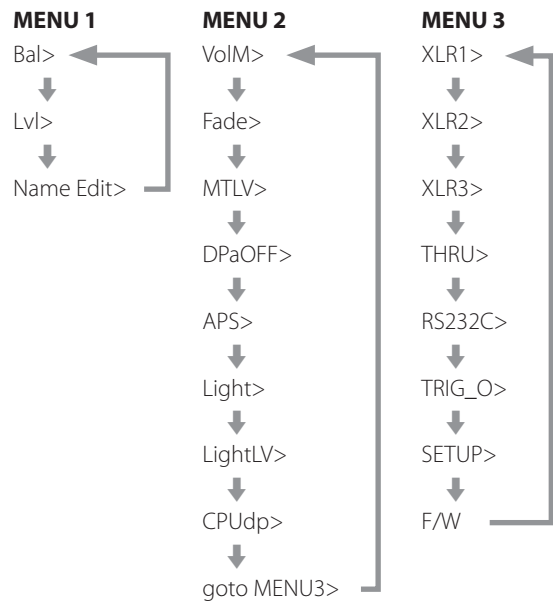 MENU 1
Bal>
Lvl>
Name Edit>
MENU 2
VolM>
Fade>
MTLV>
DPaOFF>
APS>
Light>
LightLV>
CPUdp>
goto MENU3>
MENU 3
XLR1>
XLR2>
XLR3>
THRU>
RS232C>
TRIG_O>
SETUP>
F/W